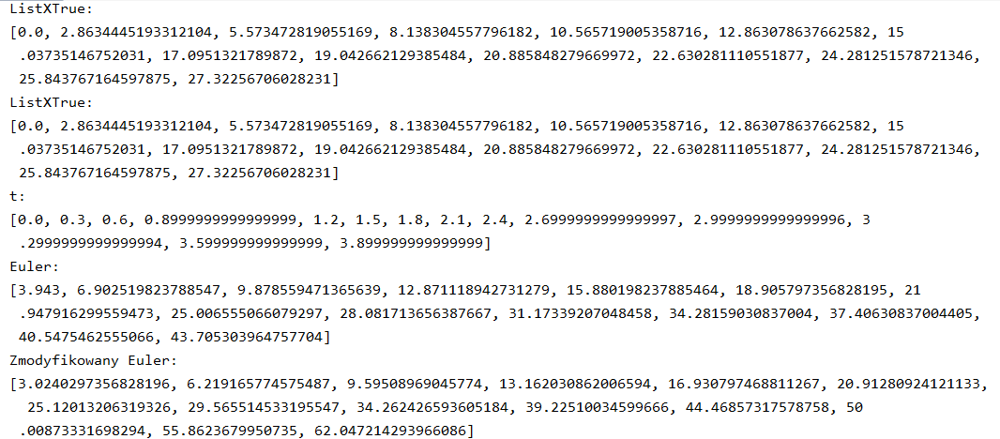 ListXTrue:
[0.0, 2.8634445193312104, 5.573472819055169, 8.138304557796182, 10.565719005358716, 12.863078637662582, 15
.03735146752031, 17.0951321789872, 19.042662129385484, 20.885848279669972, 22.630281110551877, 24.281251578721346,
25.843767164597875, 27.32256706028231]
ListXTrue:
[0.0, 2.8634445193312104, 5.573472819055169, 8.138304557796182, 10.565719005358716, 12.863078637662582, 15
.03735146752031, 17.0951321789872, 19.042662129385484, 20.885848279669972, 22.630281110551877, 24.281251578721346,
25.843767164597875, 27.32256706028231]
t:
[0.0, 0.3, 0.6, 0.8999999999999999, 1.2, 1.5, 1.8, 2.1, 2.4, 2.6999999999999997, 2.9999999999999996, 3
.2999999999999994, 3.599999999999999, 3.899999999999999]
Euler:
[3.943, 6.902519823788547, 9.878559471365639, 12.871118942731279, 15.880198237885464, 18.905797356828195, 21
.947916299559473, 25.006555066079297, 28.081713656387667, 31.17339207048458, 34.28159030837004, 37.40630837004405,
40.5475462555066, 43.705303964757704]
Zmodyfikowany Euler:
[3.0240297356828196, 6.219165774575487, 9.59508969045774, 13.162030862006594, 16.930797468811267, 20.91280924121133,
25.12013206319326, 29.565514533195547, 34.262426593605184, 39.22510034599666, 44.46857317578758, 50
.00873331698294, 55.8623679950735, 62.047214293966086]